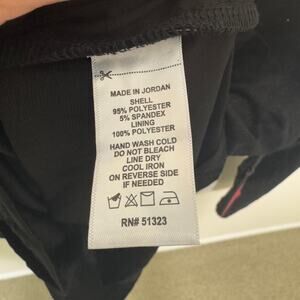 MADE IN JORDAN
SHELL
95% POLYESTER
5% SPANDEX
LINING
100% POLYESTER
HAND WASH COLD
DO NOT BLEACH
LINE DRY
COOL IRON
ON REVERSE SIDE
IF NEEDED
RN# 51323